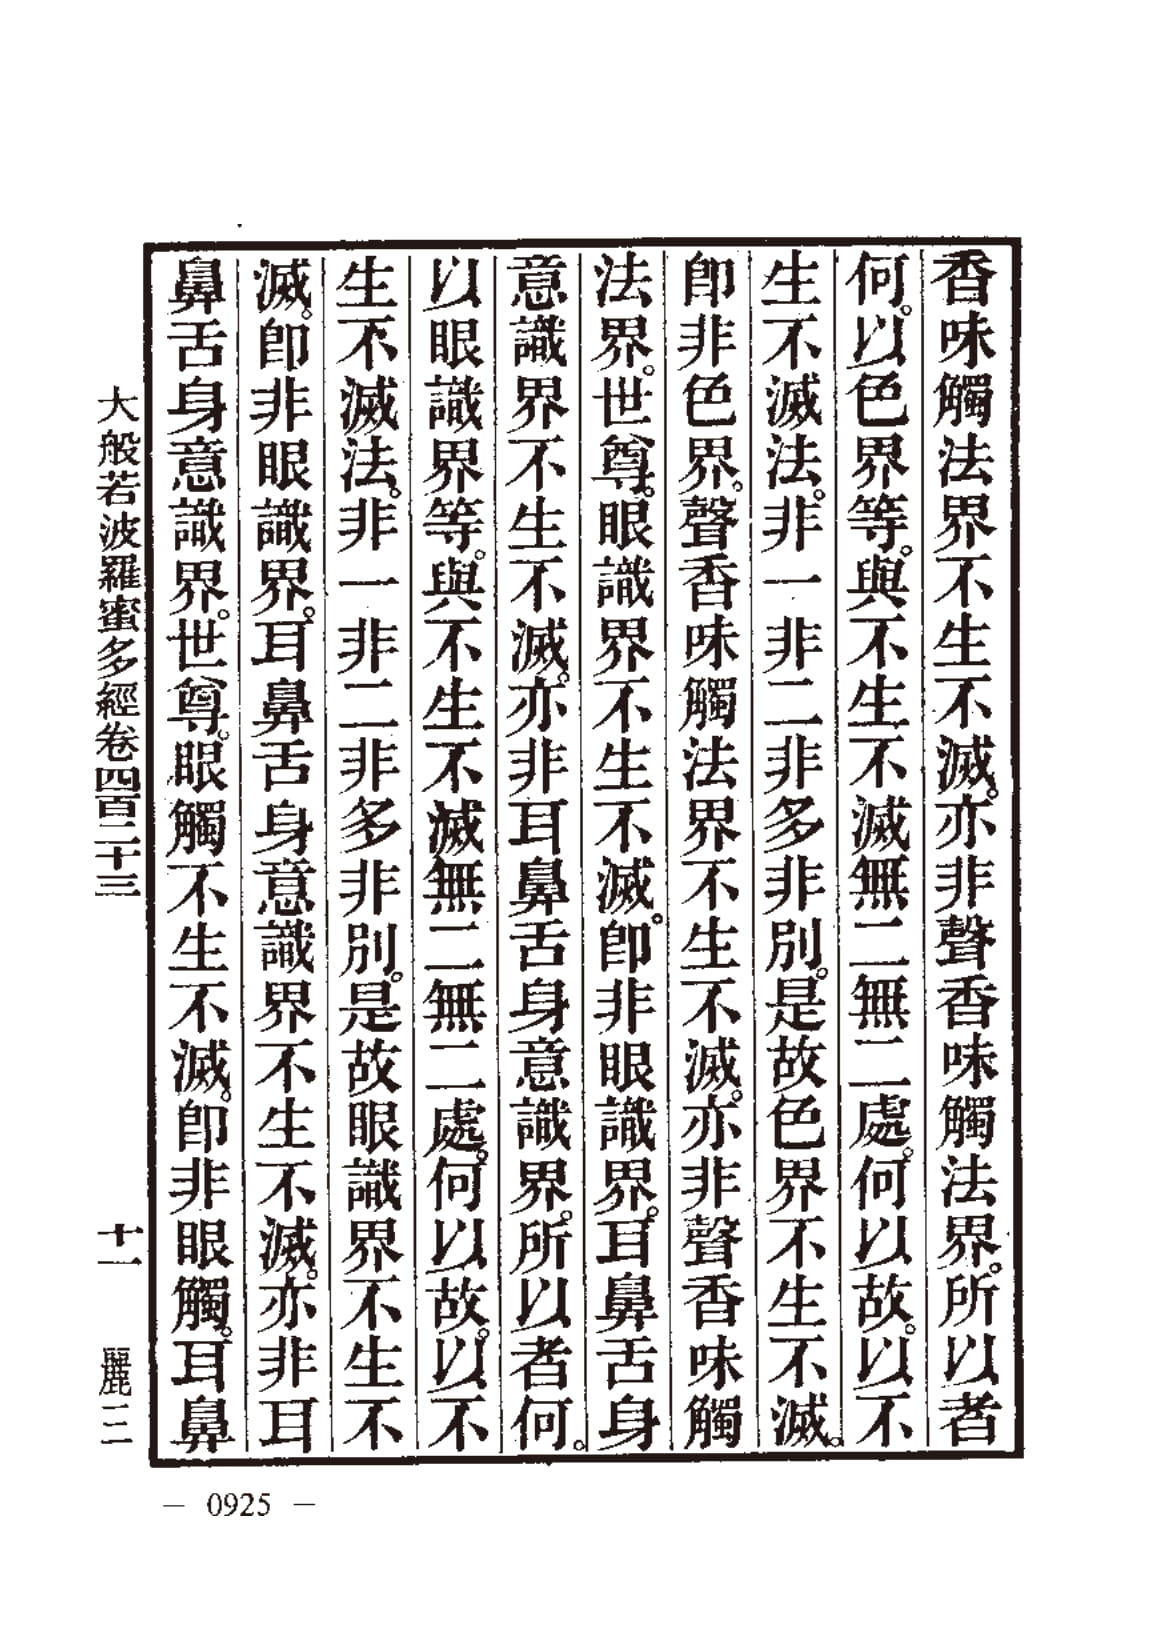 香味觸法界不生不滅。亦非聲香味觸法界。所以者
何。以色界等。與不生不滅無二無二處。何以故。以不
生不滅法。非一非二非多非別。是故色界不生不滅。
卽非色界。聲香味觸法界不生不滅。亦非聲香味觸
法界。世尊。眼識界不生不滅。卽非眼識界。耳鼻舌身
意識界不生不滅。亦非耳鼻舌身意識界。所以者何。
以眼識界等。與不生不滅無二無二處。何以故。以不
生不滅法。非一非二非多非別。是故眼識界不生不
滅。卽非眼識界。耳鼻舌身意識界不生不滅。亦非耳
鼻舌身意識界。世尊。眼觸不生不滅。卽非眼觸。耳鼻
大般若波羅蜜多經卷四百二十三 十一 麗三
— 0925 —